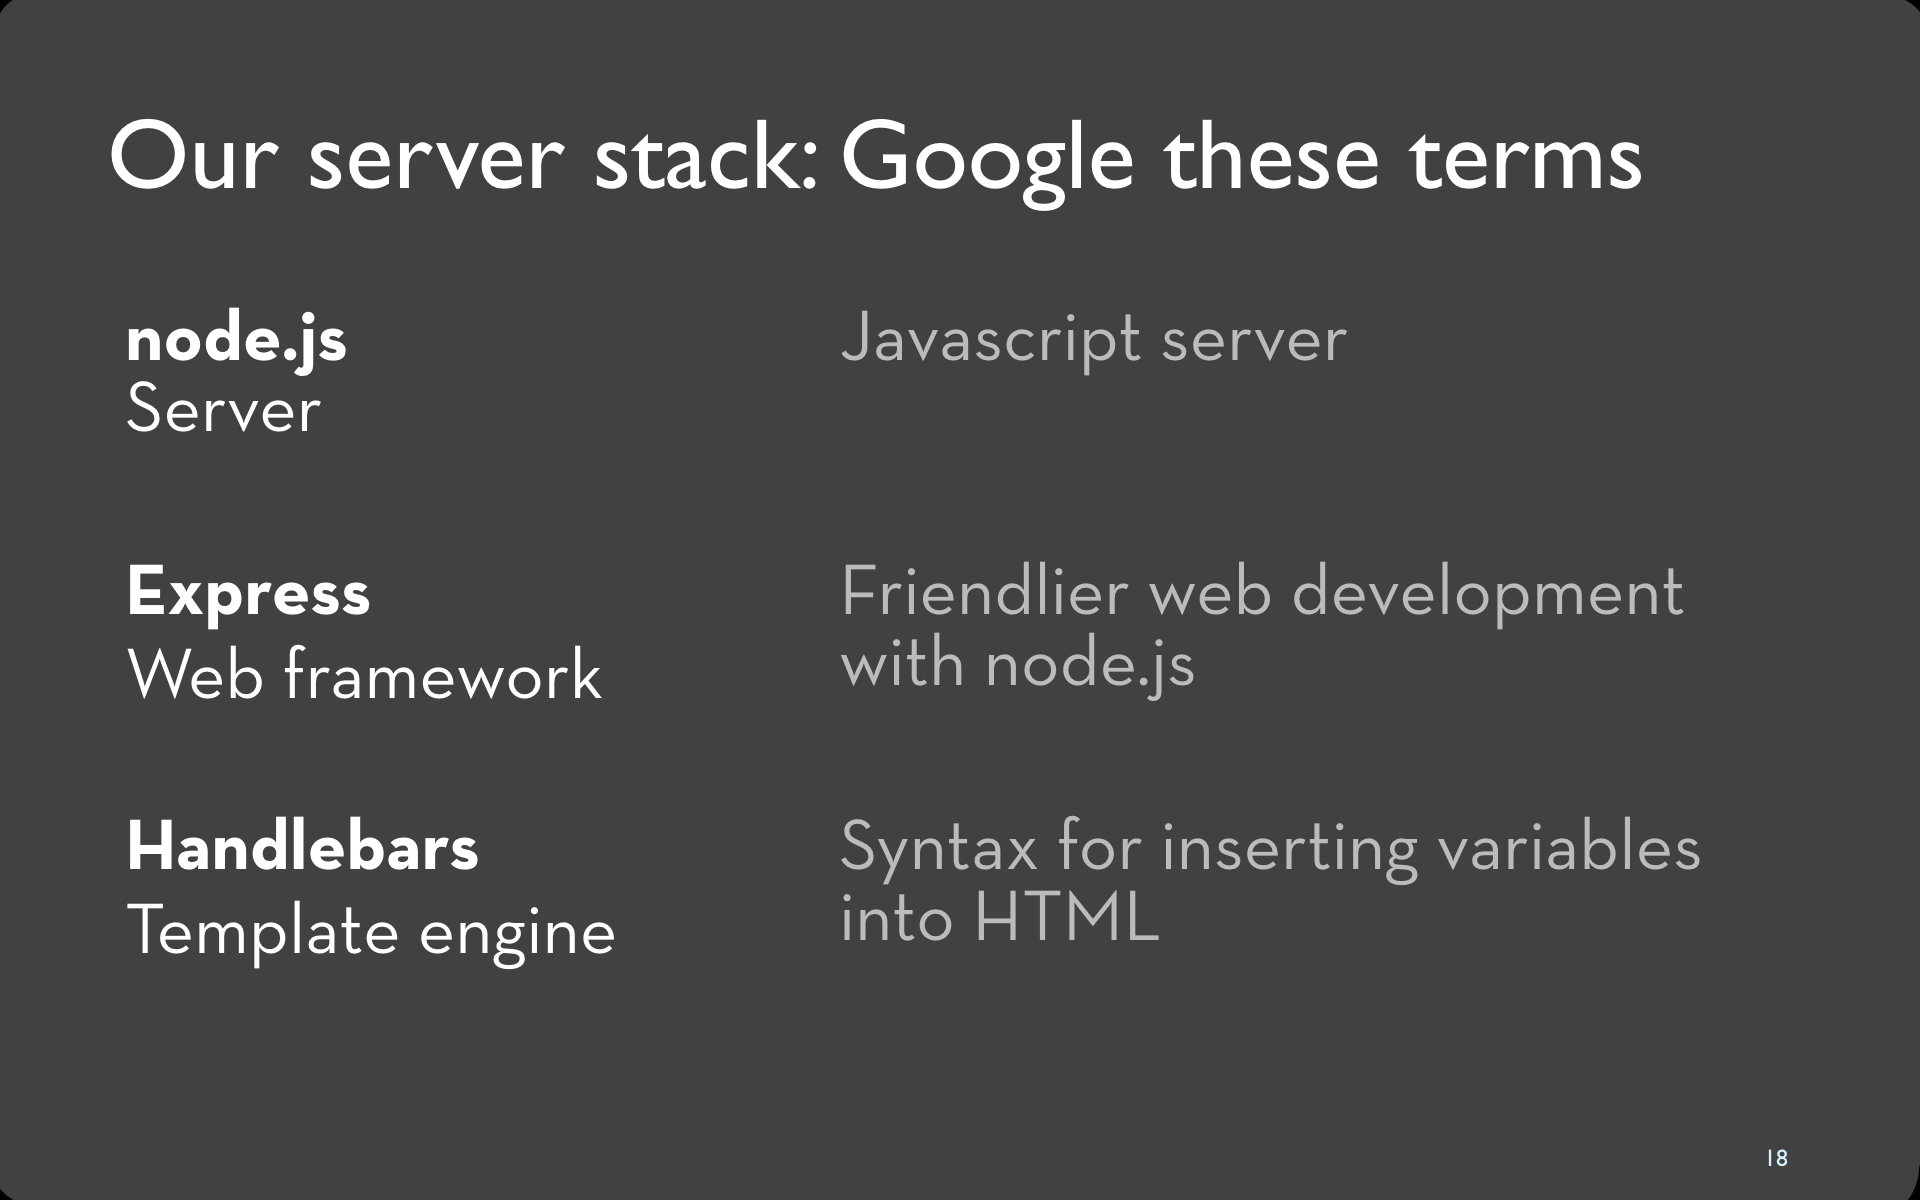 Our server stack: Google these terms
node.js
Server
Javascript server
Express
Web framework
Friendlier web development
with node.js
Handlebars
Template engine
Syntax for inserting variables
into HTML
18